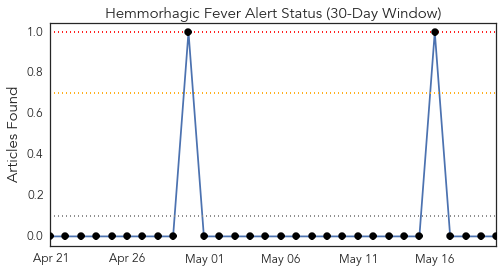 Hemmorhagic Fever Alert Status (30-Day Window)
Articles Found
1.0
0.8
0.6
0.4
0.2
0.0
Apr 21
Apr 26
May 01
May 06
May 11
May 16